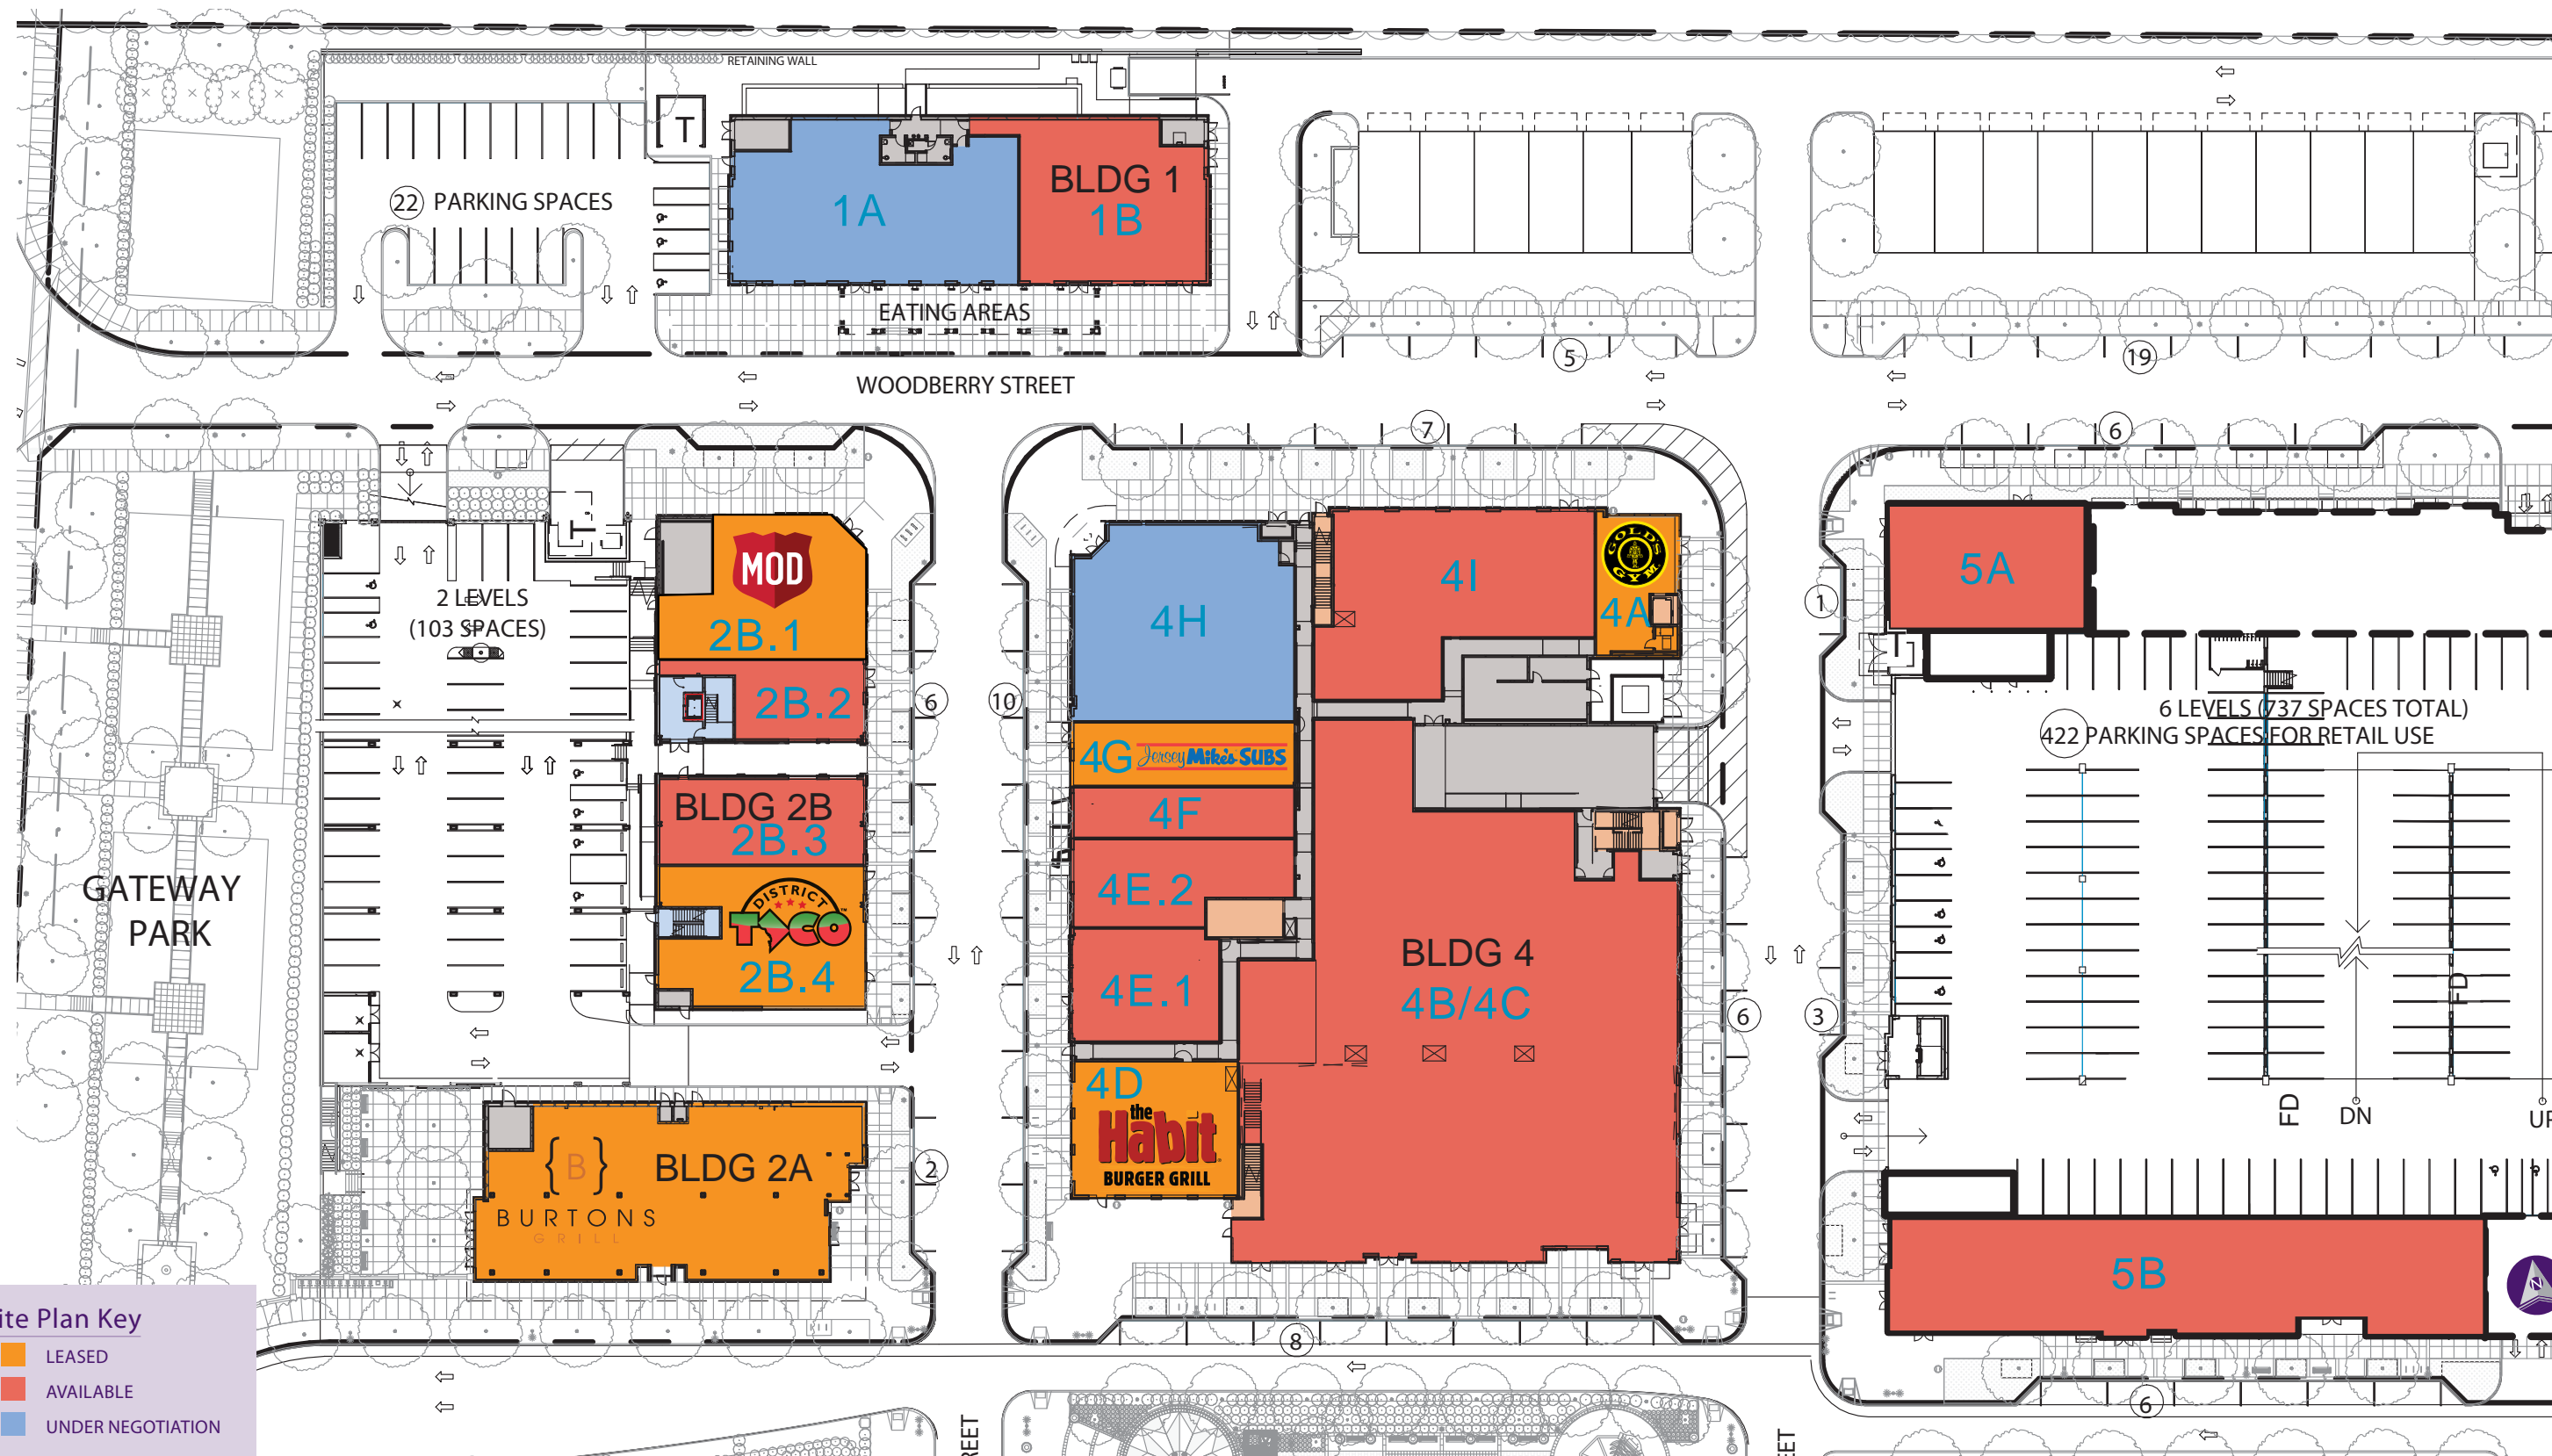 RETAINING WALL
T
BLDG 1
1A
1B
22 PARKING SPACES
EATING AREAS
5
19
WOODBERRY STREET
7
6
T
MOD
2B.1
2 LEVELS
(103 SPACES)
4H
4I
GOLD'S GYM
4A
5A
1
2B.2
6
10
6 LEVELS (737 SPACES TOTAL)
422 PARKING SPACES FOR RETAIL USE
4G Jersey Mike's SUBS
BLDG 2B
2B.3
4F
GATEWAY
PARK
4E.2
DISTRICT
TACO
2B.4
4E.1
BLDG 4
4B/4C
6
3
FD
4D
the
Habit
BURGER GRILL
FD
DN
UP
{B}
BLDG 2A
2
BURTONS
GRILL
5B
N
8
6
ite Plan Key
LEASED
AVAILABLE
UNDER NEGOTIATION
REET
EET